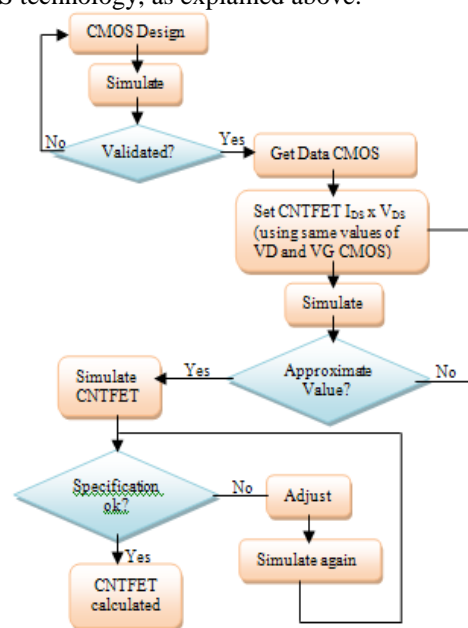 S technology, as explained above.
CMOS Design
Simulate
No
Validated?
Yes
Get Data CMOS
Set CNTFET IDS x VDS
(using same values of
VD and VG CMOS)
Simulate
Approximate
Value?
Yes
No
Simulate
CNTFET
Specification
ok?
No
Adjust
Simulate again
Yes
CNTFET
calculated